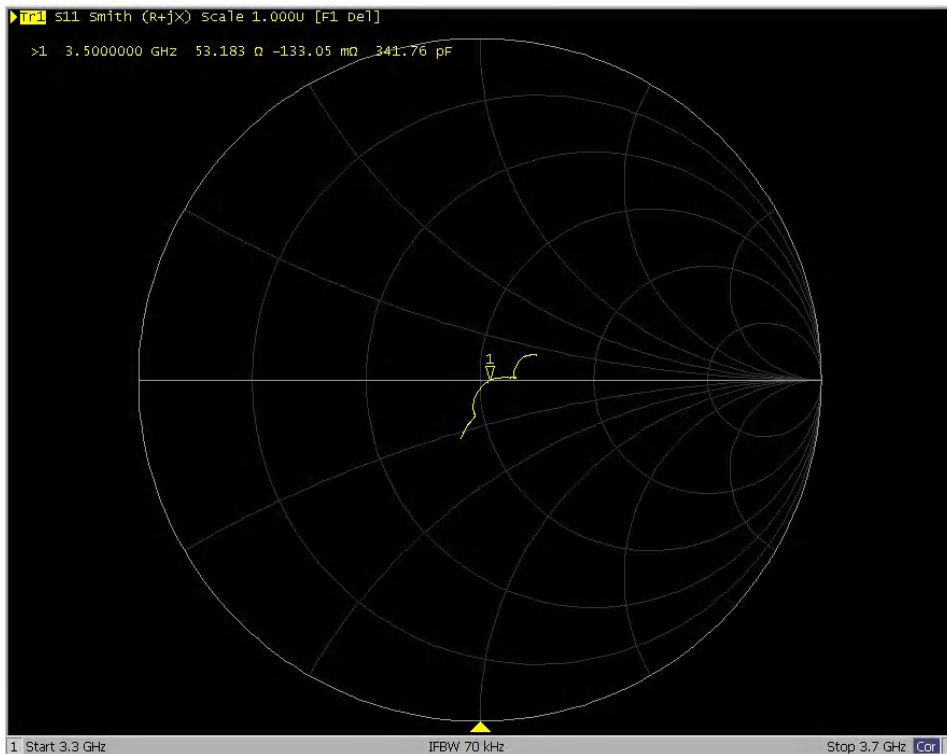 Tr1 S11 Smith (R+jX) Scale 1.000U [F1 Del]
>1 3.5000000 GHz 53.183 Ω -133.05 mΩ 341.76 pF
1
1 Start 3.3 GHz IFBW 70 kHz Stop 3.7 GHz Cor